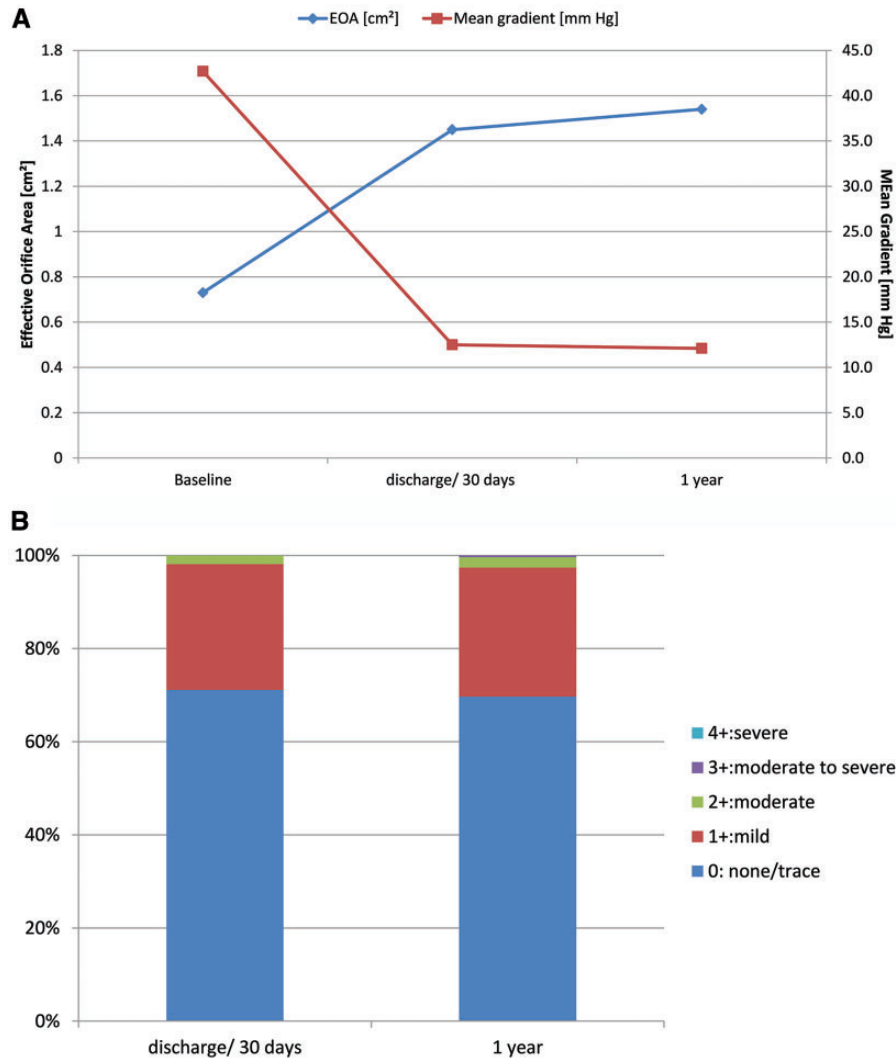 A
EOA [cm²] Mean gradient [mm Hg]
1.8 45.0
1.6 40.0
1.4 35.0
1.2 30.0
1 25.0
0.8 20.0
0.6 15.0
0.4 10.0
0.2 5.0
0 0.0
Effective Orifice Area [cm²]
MEan Gradient [mm Hg]
Baseline discharge/ 30 days 1 year
B
100%
80%
60%
40%
20%
0%
4+:severe
3+:moderate to severe
2+:moderate
1+:mild
0: none/trace
discharge/ 30 days 1 year